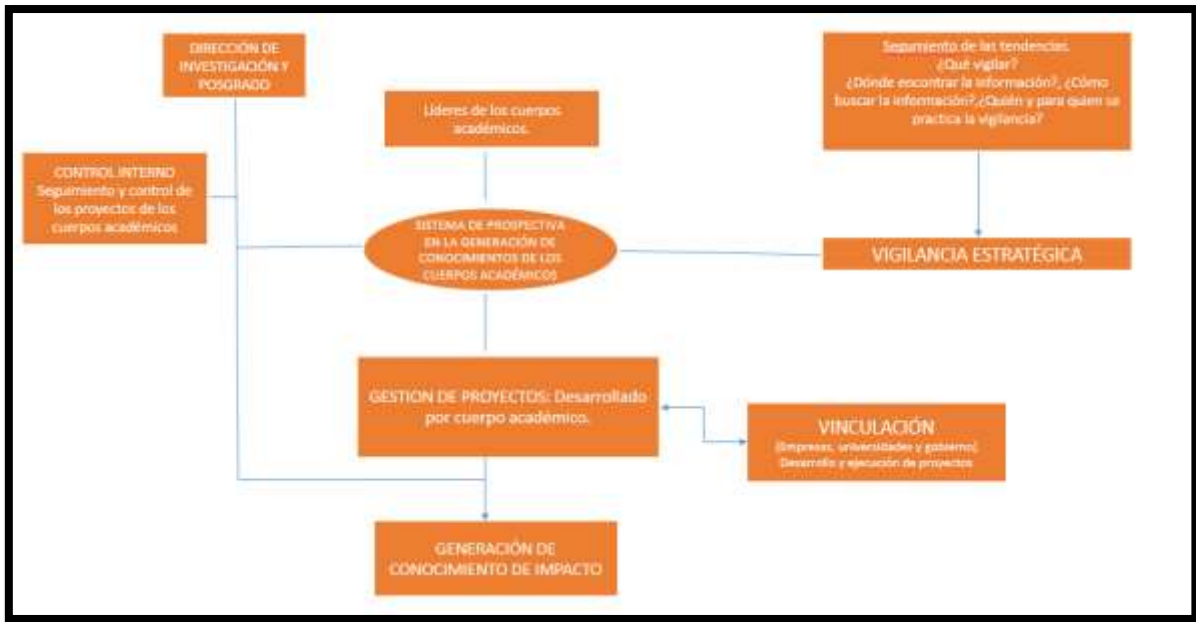 DIRECCIÓN DE
INVESTIGACIÓN Y
POSGRADO
Seguimiento de las tendencias.
¿Qué vigilar?
¿Dónde encontrar la información?, ¿Cómo
buscar la información?,¿Quién y para quien se
practica la vigilancia?
Líderes de los cuerpos
académicos.
CONTROL INTERNO
Seguimiento y control de
los proyectos de los
cuerpos académicos
SISTEMA DE PROSPECTIVA
EN LA GENERACIÓN DE
CONOCIMIENTOS DE LOS
CUERPOS ACADÉMICOS
VIGILANCIA ESTRATÉGICA
GESTION DE PROYECTOS: Desarrollado
por cuerpo académico.
VINCULACIÓN
(Empresas, universidades y gobierno)
Desarrollo y ejecución de proyectos
GENERACIÓN DE
CONOCIMIENTO DE IMPACTO